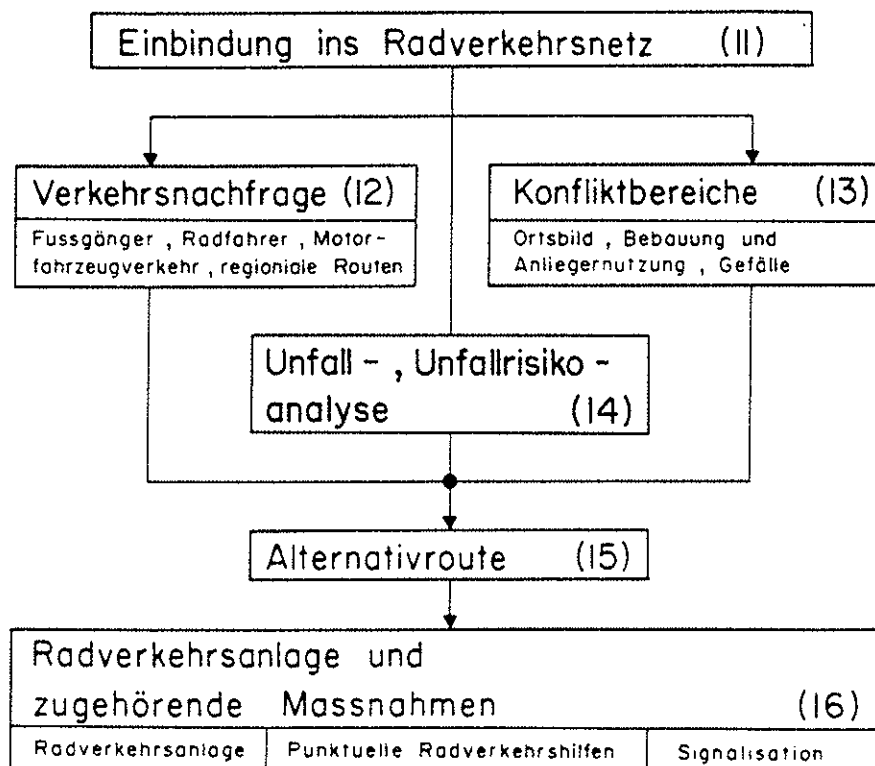 Einbindung ins Radverkehrsnetz (11)
Verkehrsnachfrage (12)
Fussgänger , Radfahrer , Motor-
fahrzeugverkehr , regioniale Routen
Konfliktbereiche (13)
Ortsbild , Bebauung und
Anliegernutzung , Gefälle
Unfall - , Unfallrisiko -
analyse (14)
Alternativroute (15)
Radverkehrsanlage und
zugehörende Massnahmen (16)
Radverkehrsanlage
Punktuelle Radverkehrshilfen
Signalisation